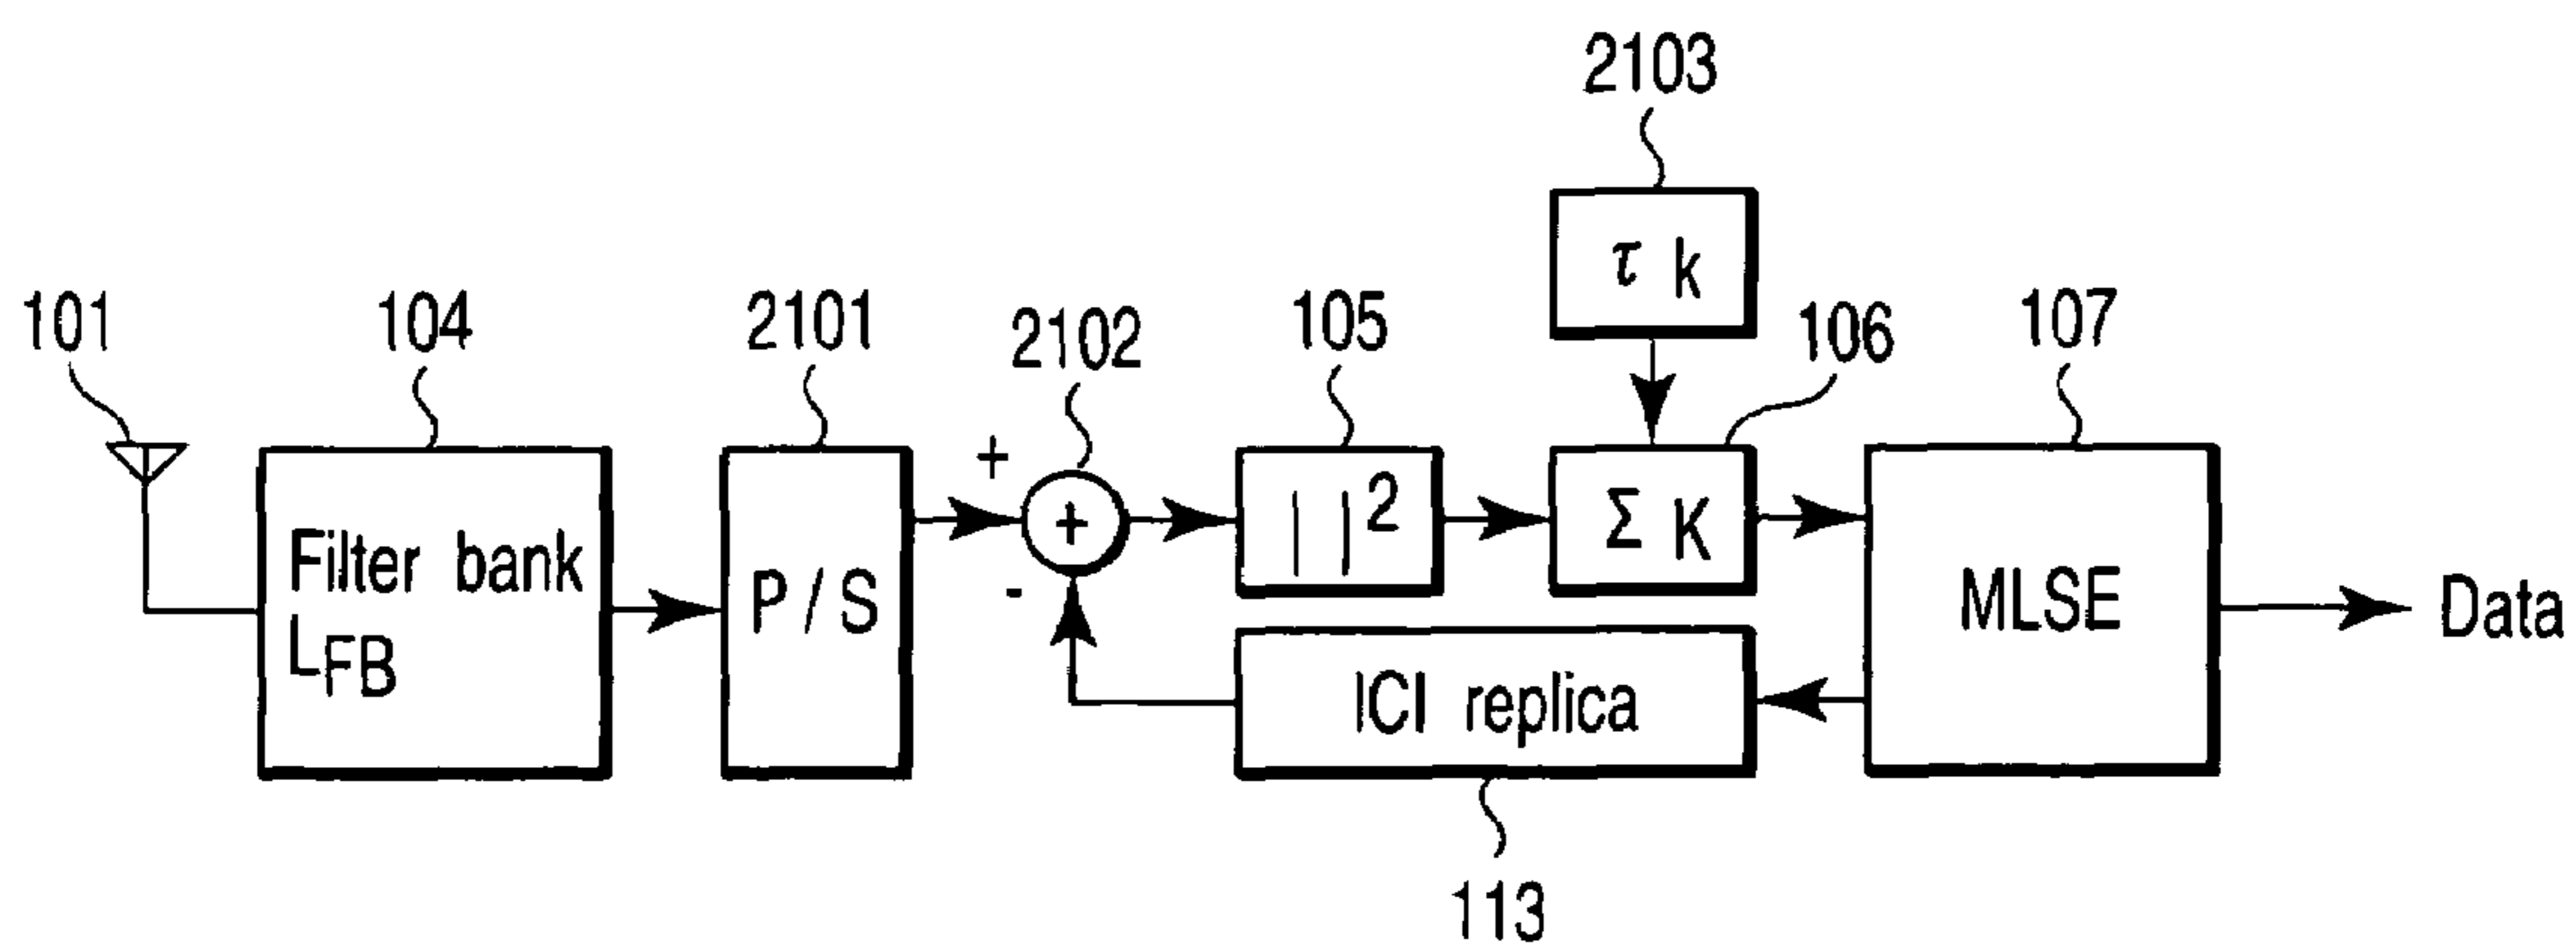 2103
τ k
101
104
2101
2102
105
106
107
+
-
+
| | 2
Σ K
Filter bank
LFB
P / S
MLSE
Data
ICI replica
113